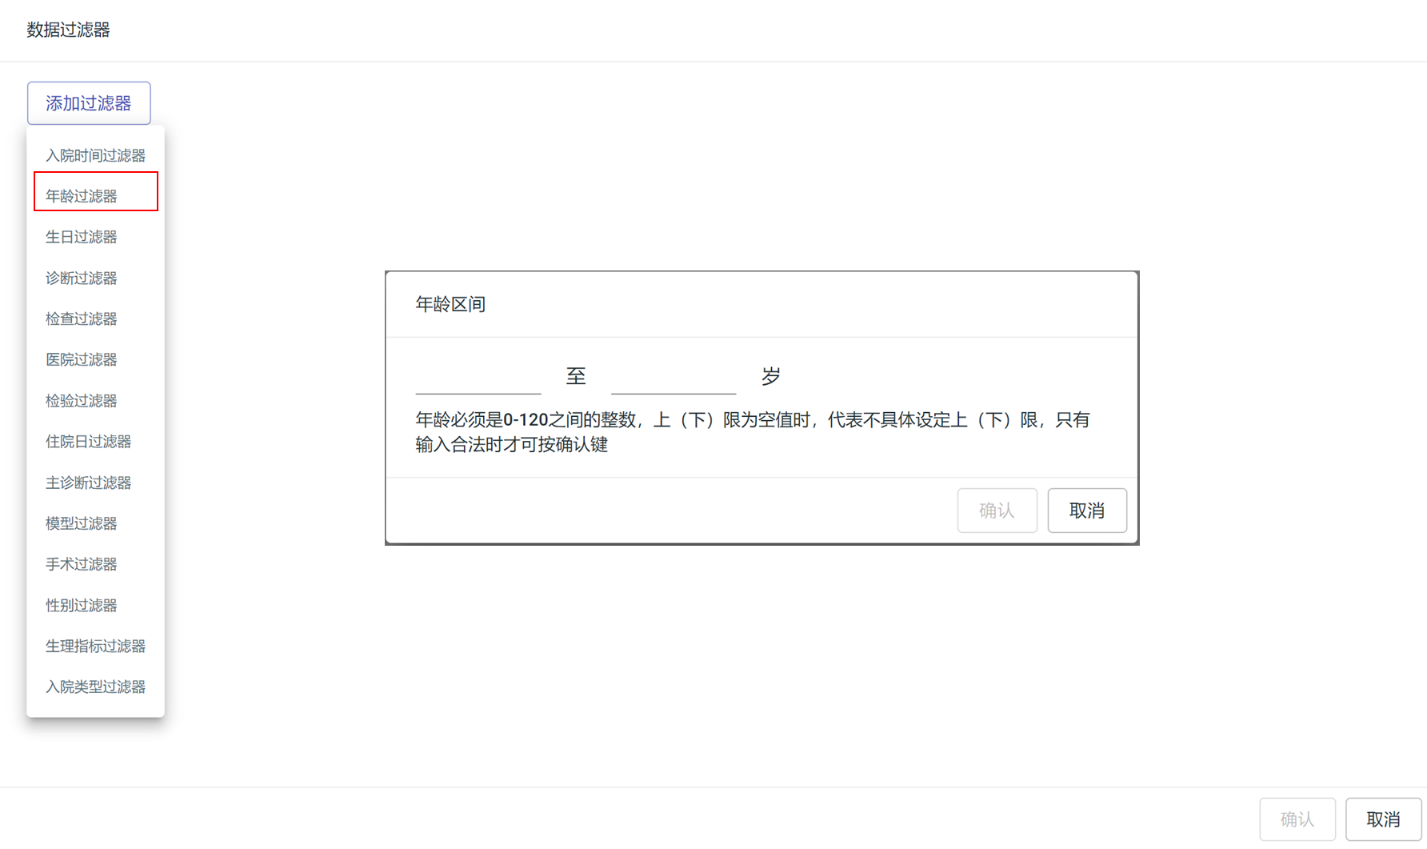 数据过滤器
添加过滤器
入院时间过滤器
年龄过滤器
生日过滤器
诊断过滤器
检查过滤器
医院过滤器
检验过滤器
住院日过滤器
主诊断过滤器
模型过滤器
手术过滤器
性别过滤器
生理指标过滤器
入院类型过滤器
年龄区间
至 岁
年龄必须是0-120之间的整数，上（下）限为空值时，代表不具体设定上（下）限，只有
输入合法时才可按确认键
确认 取消
确认 取消